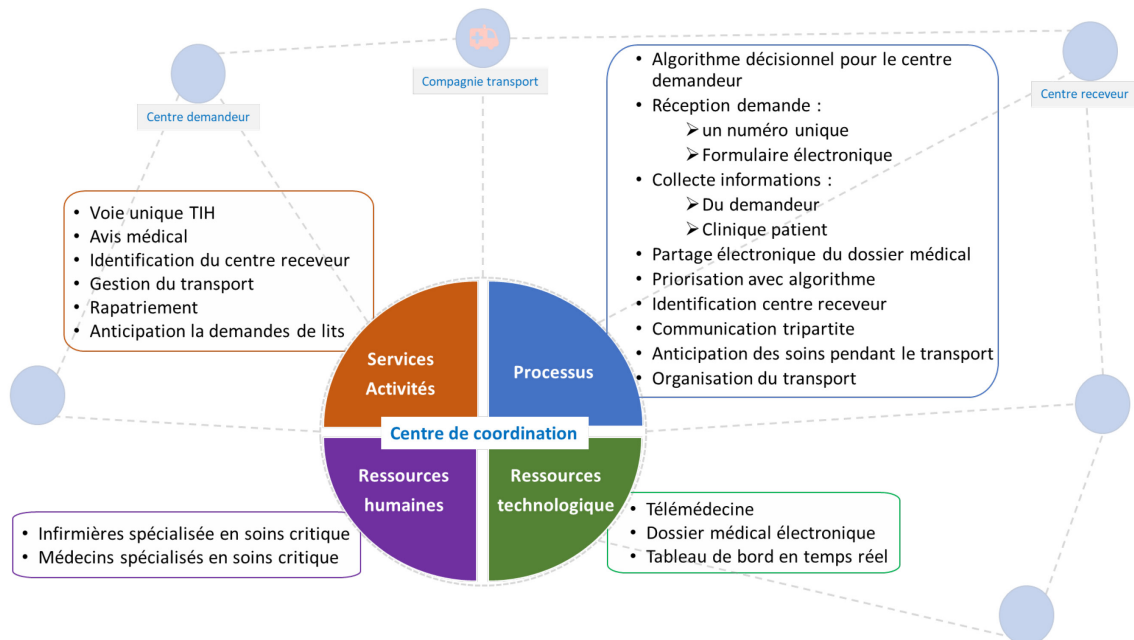 Compagnie transport
Centre demandeur
Centre receveur
• Voie unique TIH
• Avis médical
• Identification du centre receveur
• Gestion du transport
• Rapatriement
• Anticipation la demandes de lits
• Algorithme décisionnel pour le centre
demandeur
• Réception demande :
➢ un numéro unique
➢ Formulaire électronique
• Collecte informations :
➢ Du demandeur
➢ Clinique patient
• Partage électronique du dossier médical
• Priorisation avec algorithme
• Identification centre receveur
• Communication tripartite
• Anticipation des soins pendant le transport
• Organisation du transport
Services
Activités
Processus
Centre de coordination
Ressources
humaines
Ressources
technologique
• Infirmières spécialisée en soins critique
• Médecins spécialisés en soins critique
• Télémédecine
• Dossier médical électronique
• Tableau de bord en temps réel